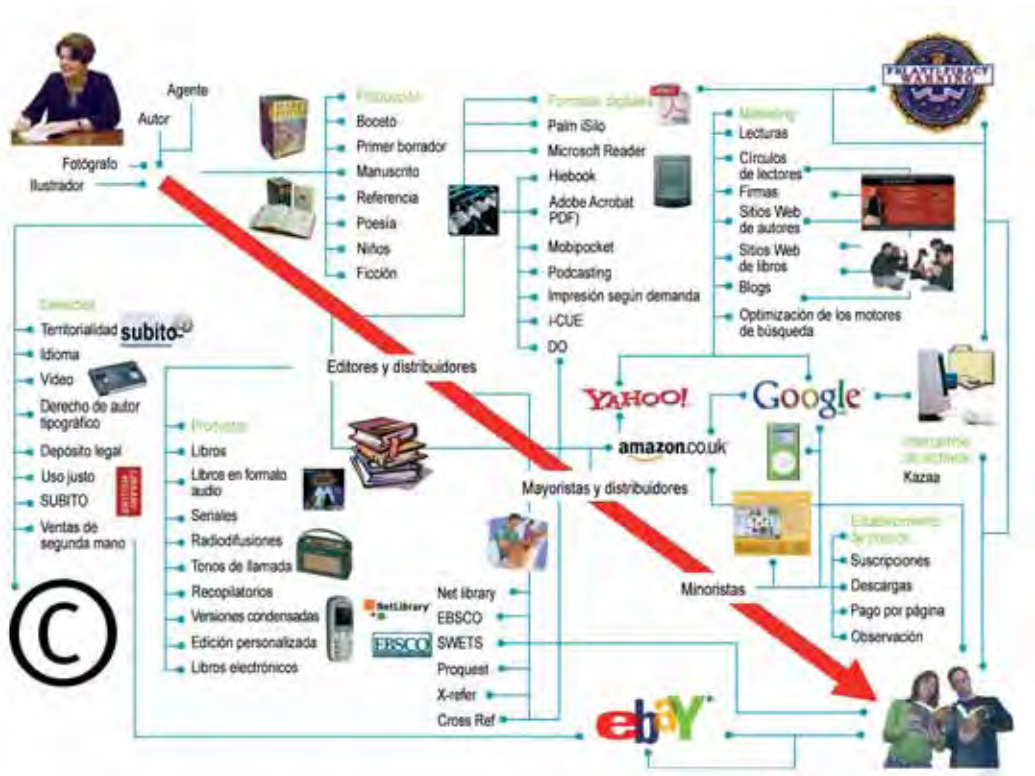 Agente
Autor
Fotógrafo
Ilustrador
Producción
Boceto
Primer borrador
Manuscrito
Referencia
Poesía
Niños
Ficción
Formatos digitales
Palm iSilo
Microsoft Reader
Hiebook
Adobe Acrobat
PDF)
Mobipocket
Podcasting
Impresión según demanda
i-CUE
DO
Marketing
Lecturas
Círculos
de lectores
Firmas
Sitios Web
de autores
Sitios Web
de libros
Blogs
Optimización de los motores
de búsqueda
FBI ANTI-PIRACY
WARNING
Derechos
Territorialidad
subito
Idioma
Video
Derecho de autor
tipográfico
Depósito legal
Uso justo
SUBITO
Ventas de
segunda mano
©
Editores y distribuidores
Productos
Libros
Libros en formato
audio
Seriales
Radiodifusiones
Tonos de llamada
Recopilatorios
Versiones condensadas
Edición personalizada
Libros electrónicos
YAHOO!
Google
amazon.co.uk
Mayoristas y distribuidores
Intercambio
de archivos
Kazaa
Minoristas
Suscripciones
Descargas
Pago por página
Observación
NetLibrary
EBSCO
Net library
EBSCO
SWETS
Proquest
X-refer
Cross Ref
ebaY